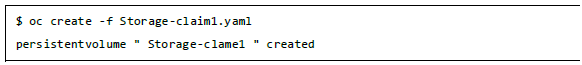 $ oc create -f Storage-claim1.yaml
persistentvolume " Storage-clame1 " created